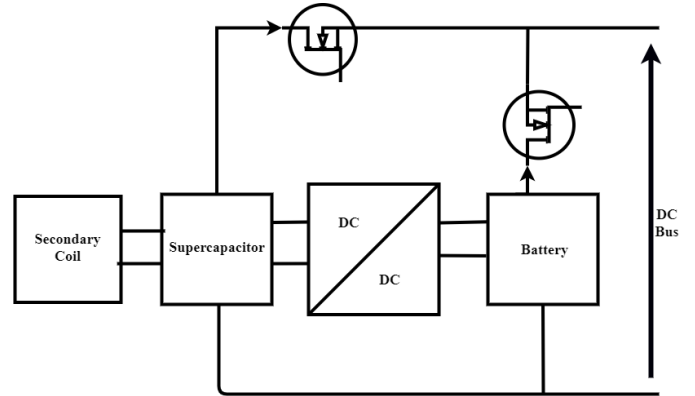 Secondary
Coil
Supercapacitor
DC
DC
Battery
DC
Bus